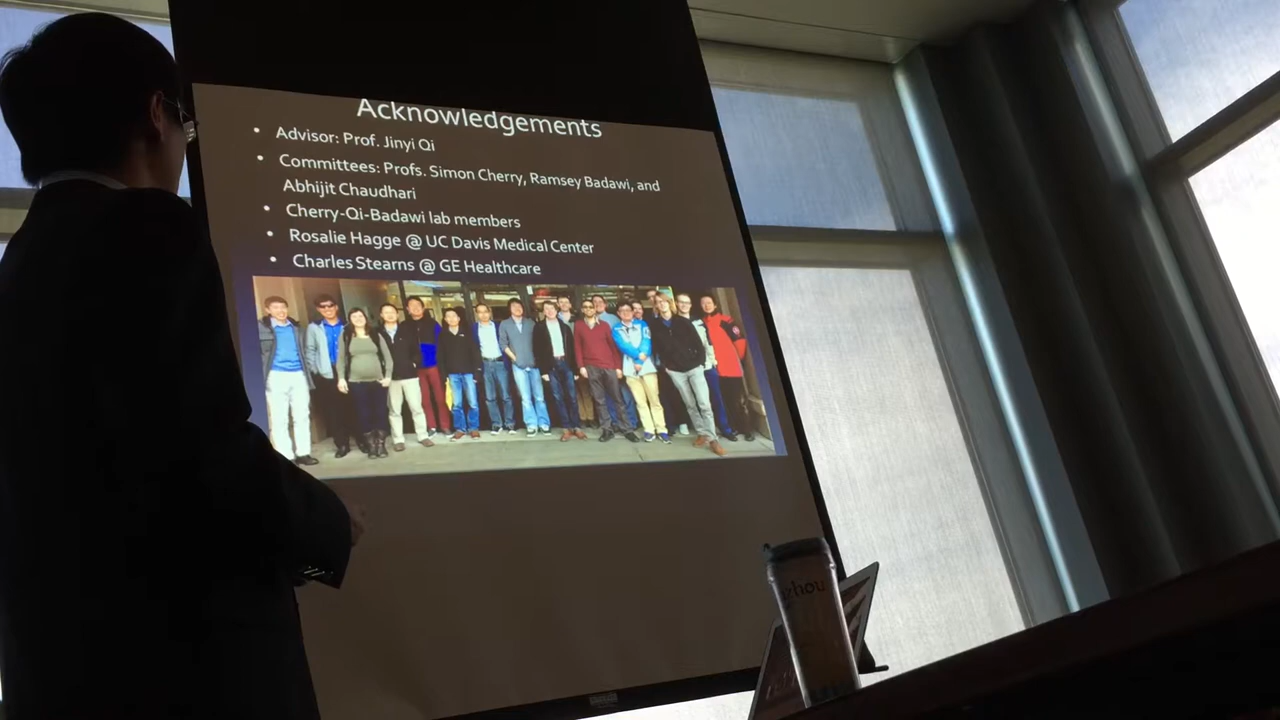 Acknowledgements
• Advisor: Prof. Jinyi Qi
• Committees: Profs. Simon Cherry, Ramsey Badawi, and
Abhijit Chaudhari
• Cherry-Qi-Badawi lab members
• Rosalie Hagge @ UC Davis Medical Center
• Charles Stearns @ GE Healthcare
zhou